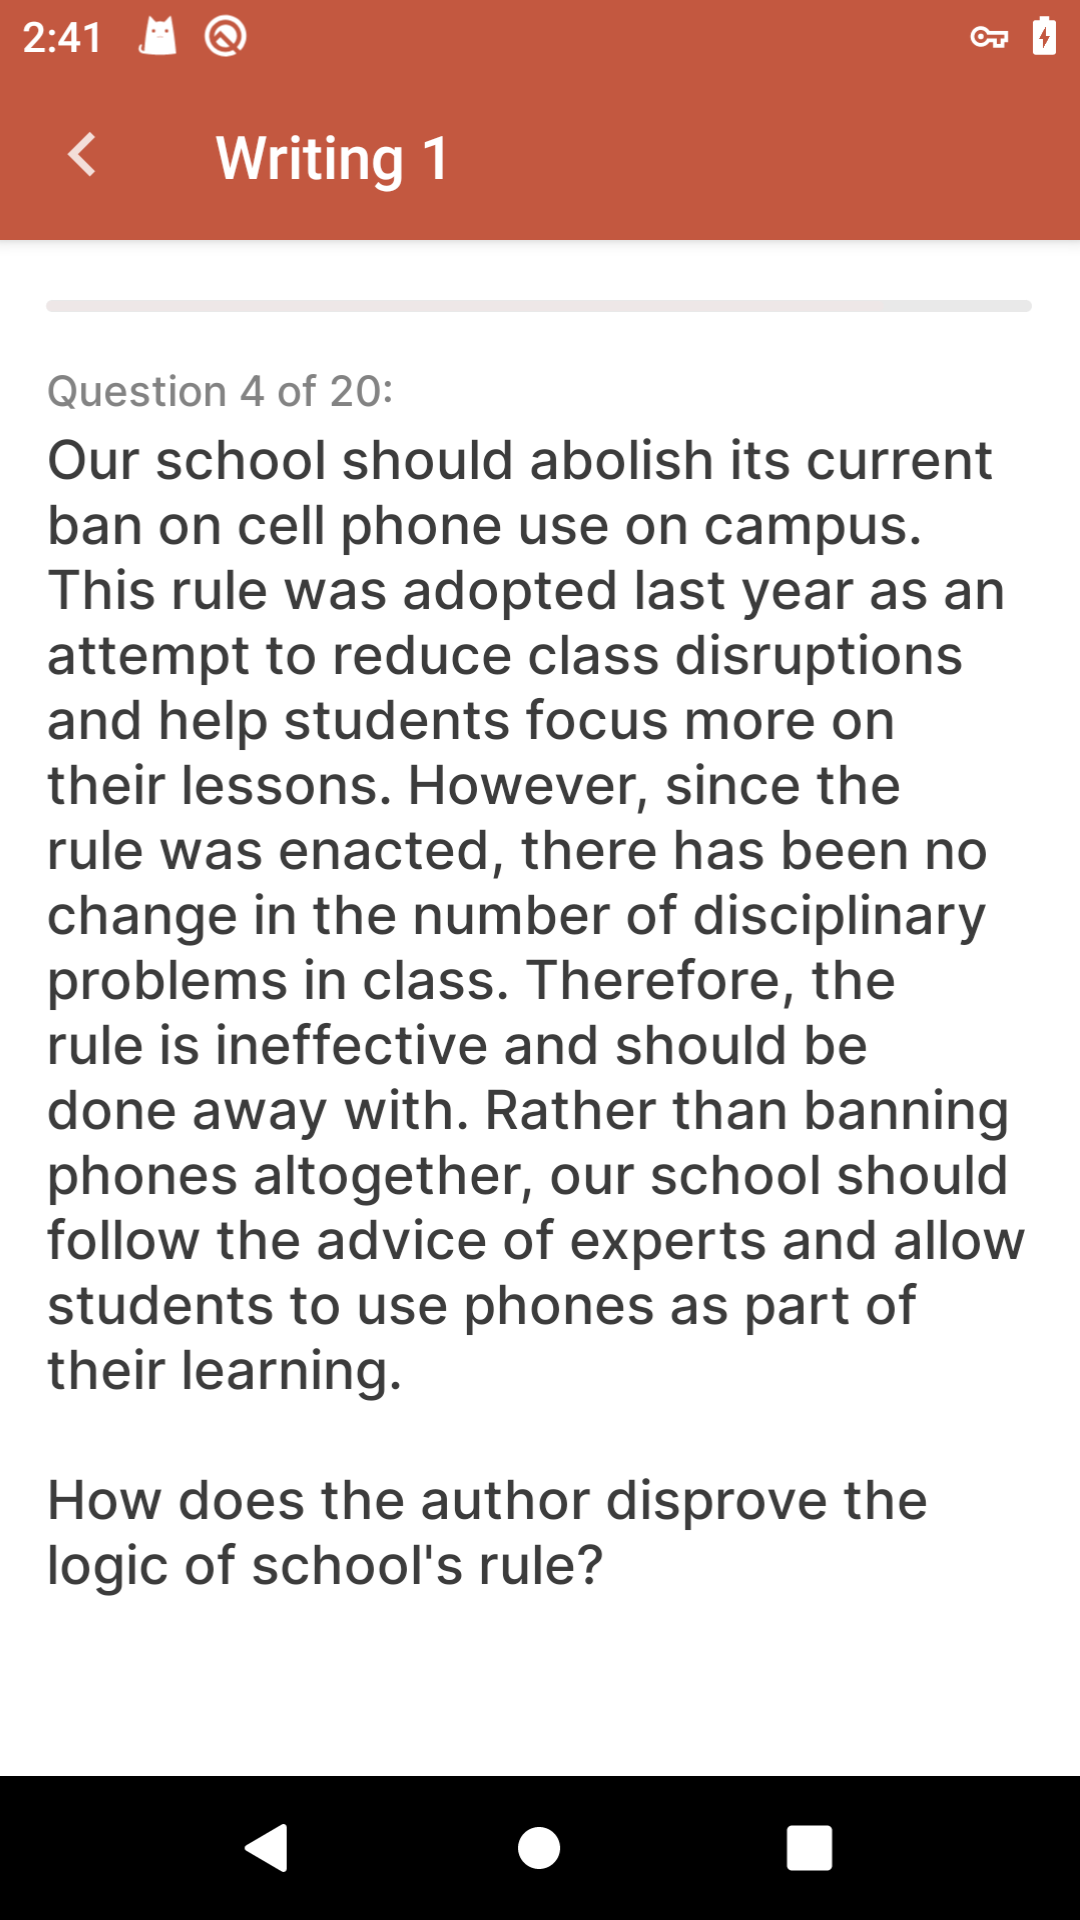 2:41
Writing 1
Question 4 of 20:
Our school should abolish its current
ban on cell phone use on campus.
This rule was adopted last year as an
attempt to reduce class disruptions
and help students focus more on
their lessons. However, since the
rule was enacted, there has been no
change in the number of disciplinary
problems in class. Therefore, the
rule is ineffective and should be
done away with. Rather than banning
phones altogether, our school should
follow the advice of experts and allow
students to use phones as part of
their learning.
How does the author disprove the
logic of school's rule?